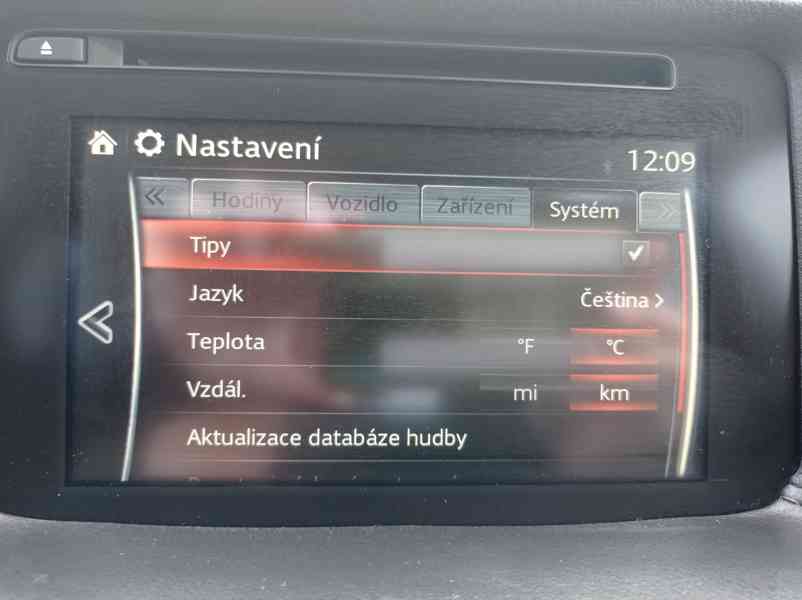 Nastavení
12:09
Hodiny Vozidlo Zařízení Systém
Tipy
Jazyk Čeština
Teplota °F °C
Vzdál. mi km
Aktualizace databáze hudby